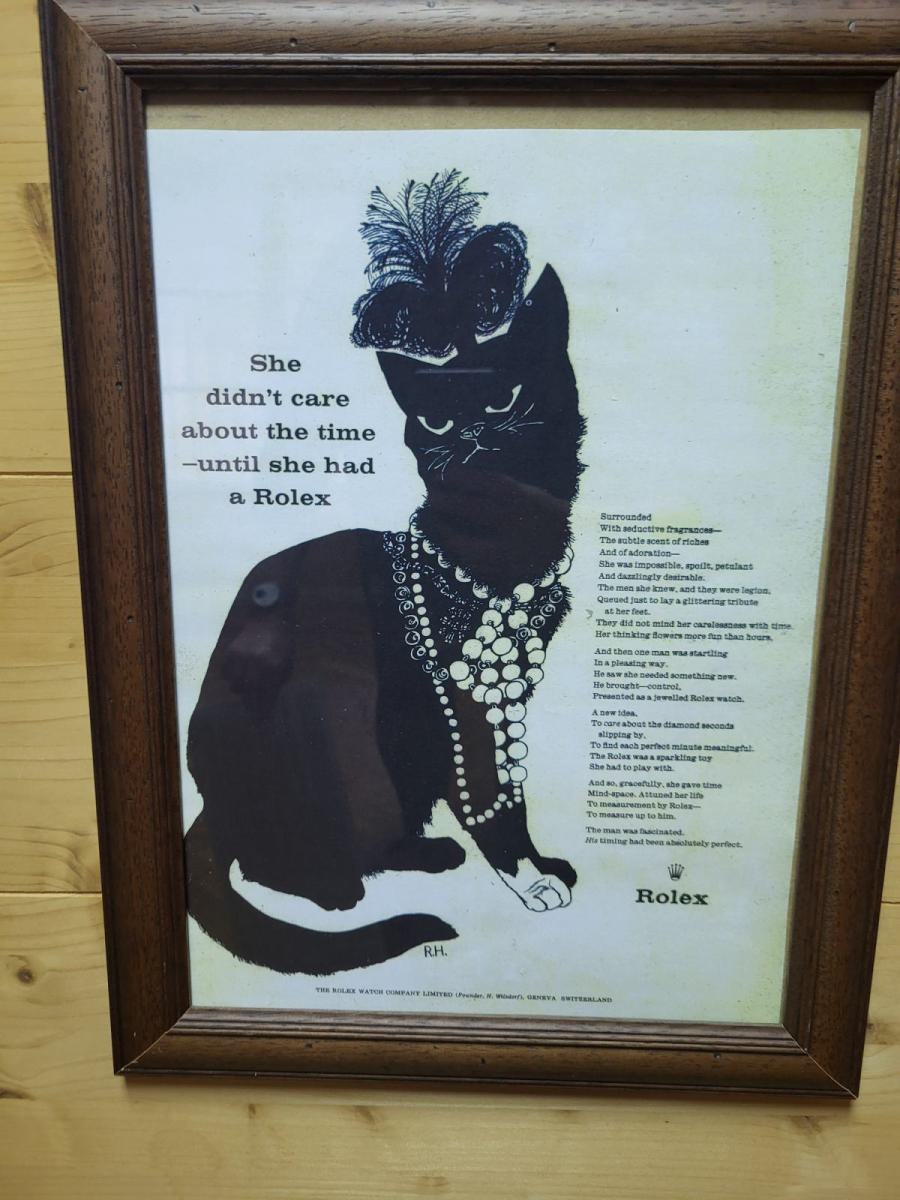 She
didn't care
about the time
–until she had
a Rolex
Surrounded
With seductive fragrances—
The subtle scent of riches
And of adoration—
She was impossible, spoilt, petulant
And dazzlingly desirable.
The men she knew, and they were legion,
Queued just to lay a glittering tribute
at her feet.
They did not mind her carelessness with time.
Her thinking flowers more fun than hours.
And then one man was startling
In a pleasing way.
He saw she needed something new.
He brought—control,
Presented as a jewelled Rolex watch.
A new idea,
To care about the diamond seconds
slipping by,
To find each perfect minute meaningful.
The Rolex was a sparkling toy
She had to play with.
And so, gracefully, she gave time
Mind-space. Attuned her life
To measurement by Rolex—
To measure up to him.
The man was fascinated.
His timing had been absolutely perfect.
Rolex
R.H.
THE ROLEX WATCH COMPANY LIMITED (Founder, H. Wilsdorf), GENEVA SWITZERLAND